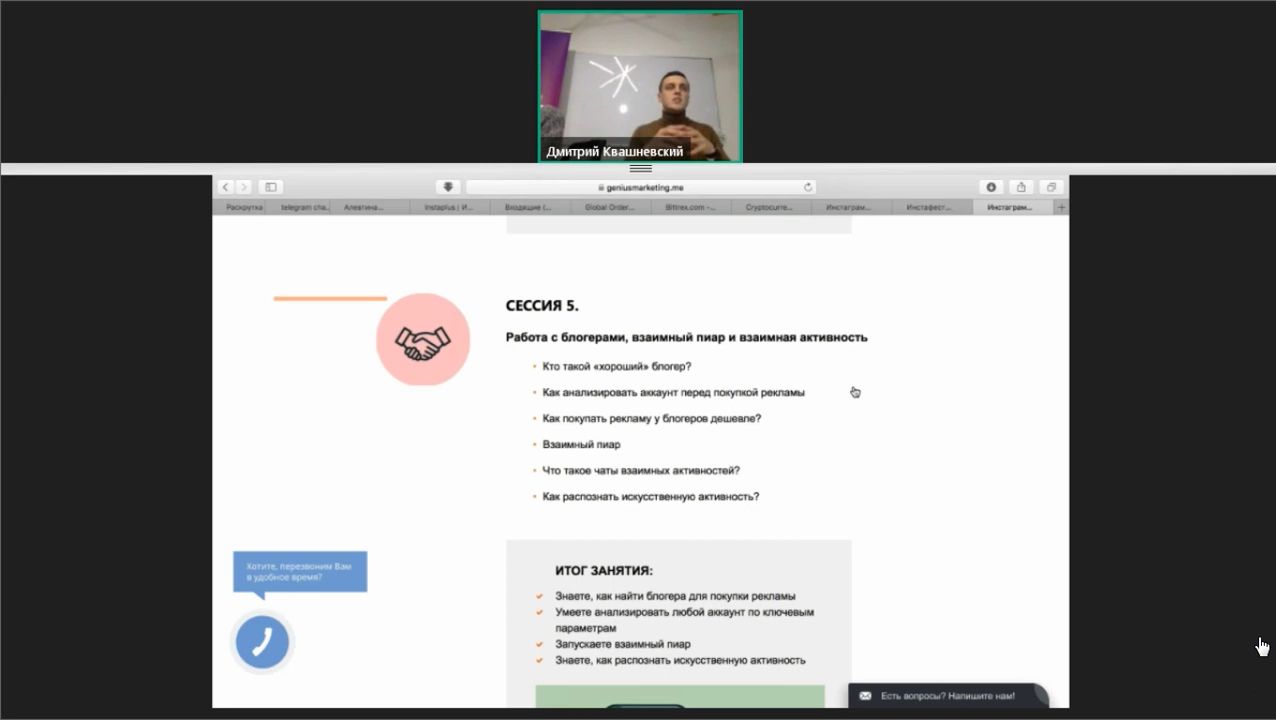 Дмитрий Квашневский
geniusmarketing.me
Раскрутка
telegram cha...
Алевтина...
Instaplus | И...
Входящие (...
Global Order...
Bittrex.com -...
Cryptocurre...
Инстаграм...
Инстафест...
Инстаграм...
СЕССИЯ 5.
Работа с блогерами, взаимный пиар и взаимная активность
Кто такой «хороший» блогер?
Как анализировать аккаунт перед покупкой рекламы
Как покупать рекламу у блогеров дешевле?
Взаимный пиар
Что такое чаты взаимных активностей?
Как распознать искусственную активность?
Хотите, перезвоним Вам
в удобное время?
ИТОГ ЗАНЯТИЯ:
Знаете, как найти блогера для покупки рекламы
Умеете анализировать любой аккаунт по ключевым
параметрам
Запускаете взаимный пиар
Знаете, как распознать искусственную активность
Есть вопросы? Напишите нам!